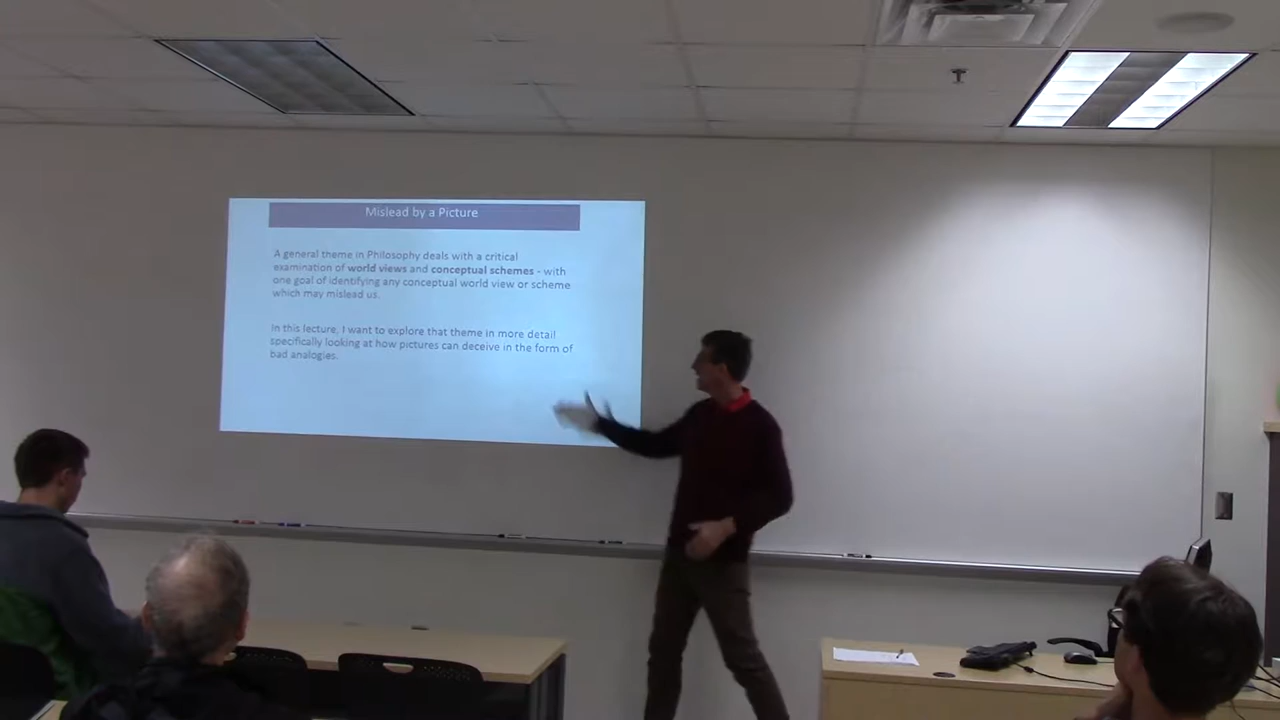 Mislead by a Picture
A general theme in Philosophy deals with a critical
examination of world views and conceptual schemes - with
one goal of identifying any conceptual world view or scheme
which may mislead us.
In this lecture, I want to explore that theme in more detail
specifically looking at how pictures can deceive in the form of
bad analogies.